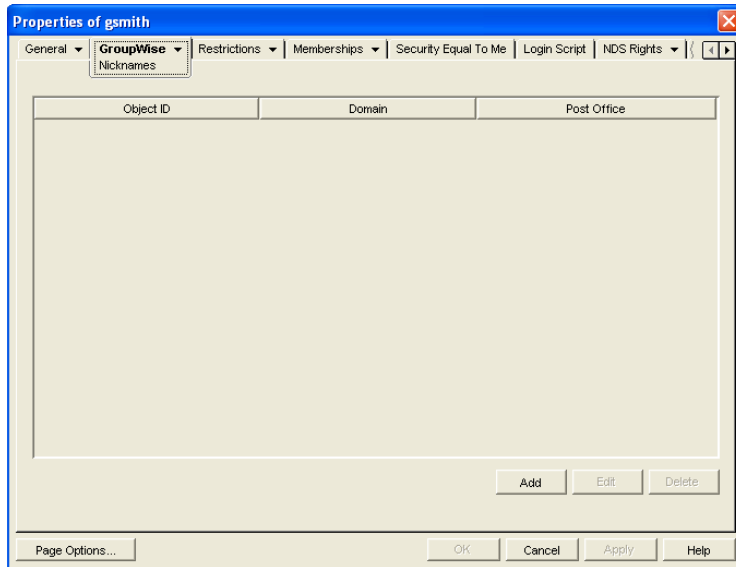 Properties of gsmith
General GroupWise Restrictions Memberships Security Equal To Me Login Script NDS Rights
Nicknames
Object ID Domain Post Office
Add Edit Delete
Page Options... OK Cancel Apply Help